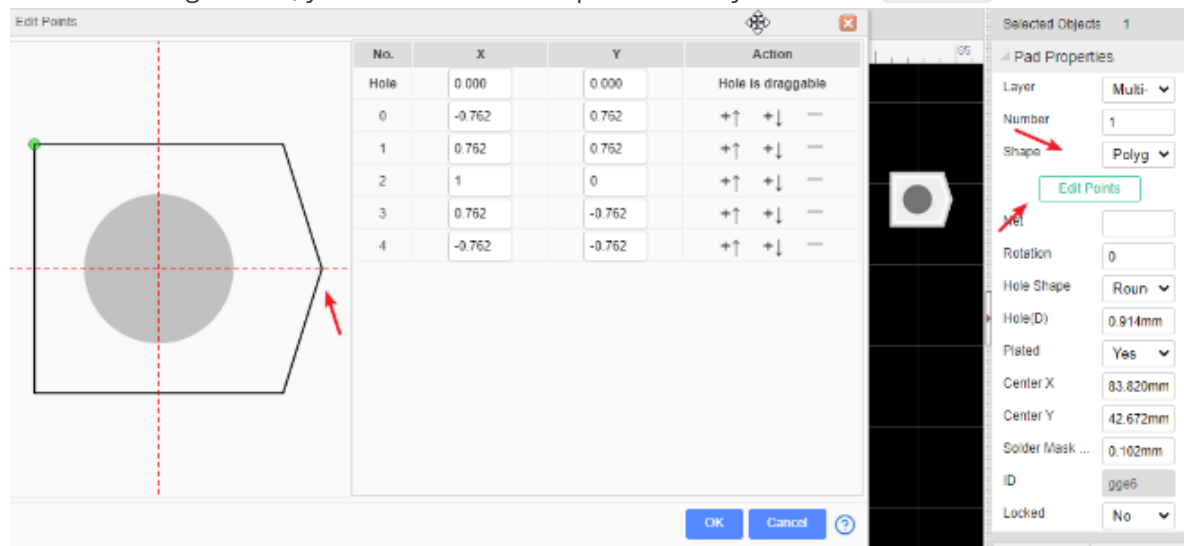 Edit Points
No. X Y Action
Hole 0.000 0.000 Hole is draggable
0 -0.762 0.762
1 0.762 0.762
2 1 0
3 0.762 -0.762
4 -0.762 -0.762
OK Cancel ?
95
Selected Objects 1
Pad Properties
Layer Multi-
Number 1
Shape Polyg
Edit Points
Net
Rotation 0
Hole Shape Roun
Hole(D) 0.914mm
Plated Yes
Center X 83.820mm
Center Y 42.672mm
Solder Mask ... 0.102mm
ID gge6
Locked No